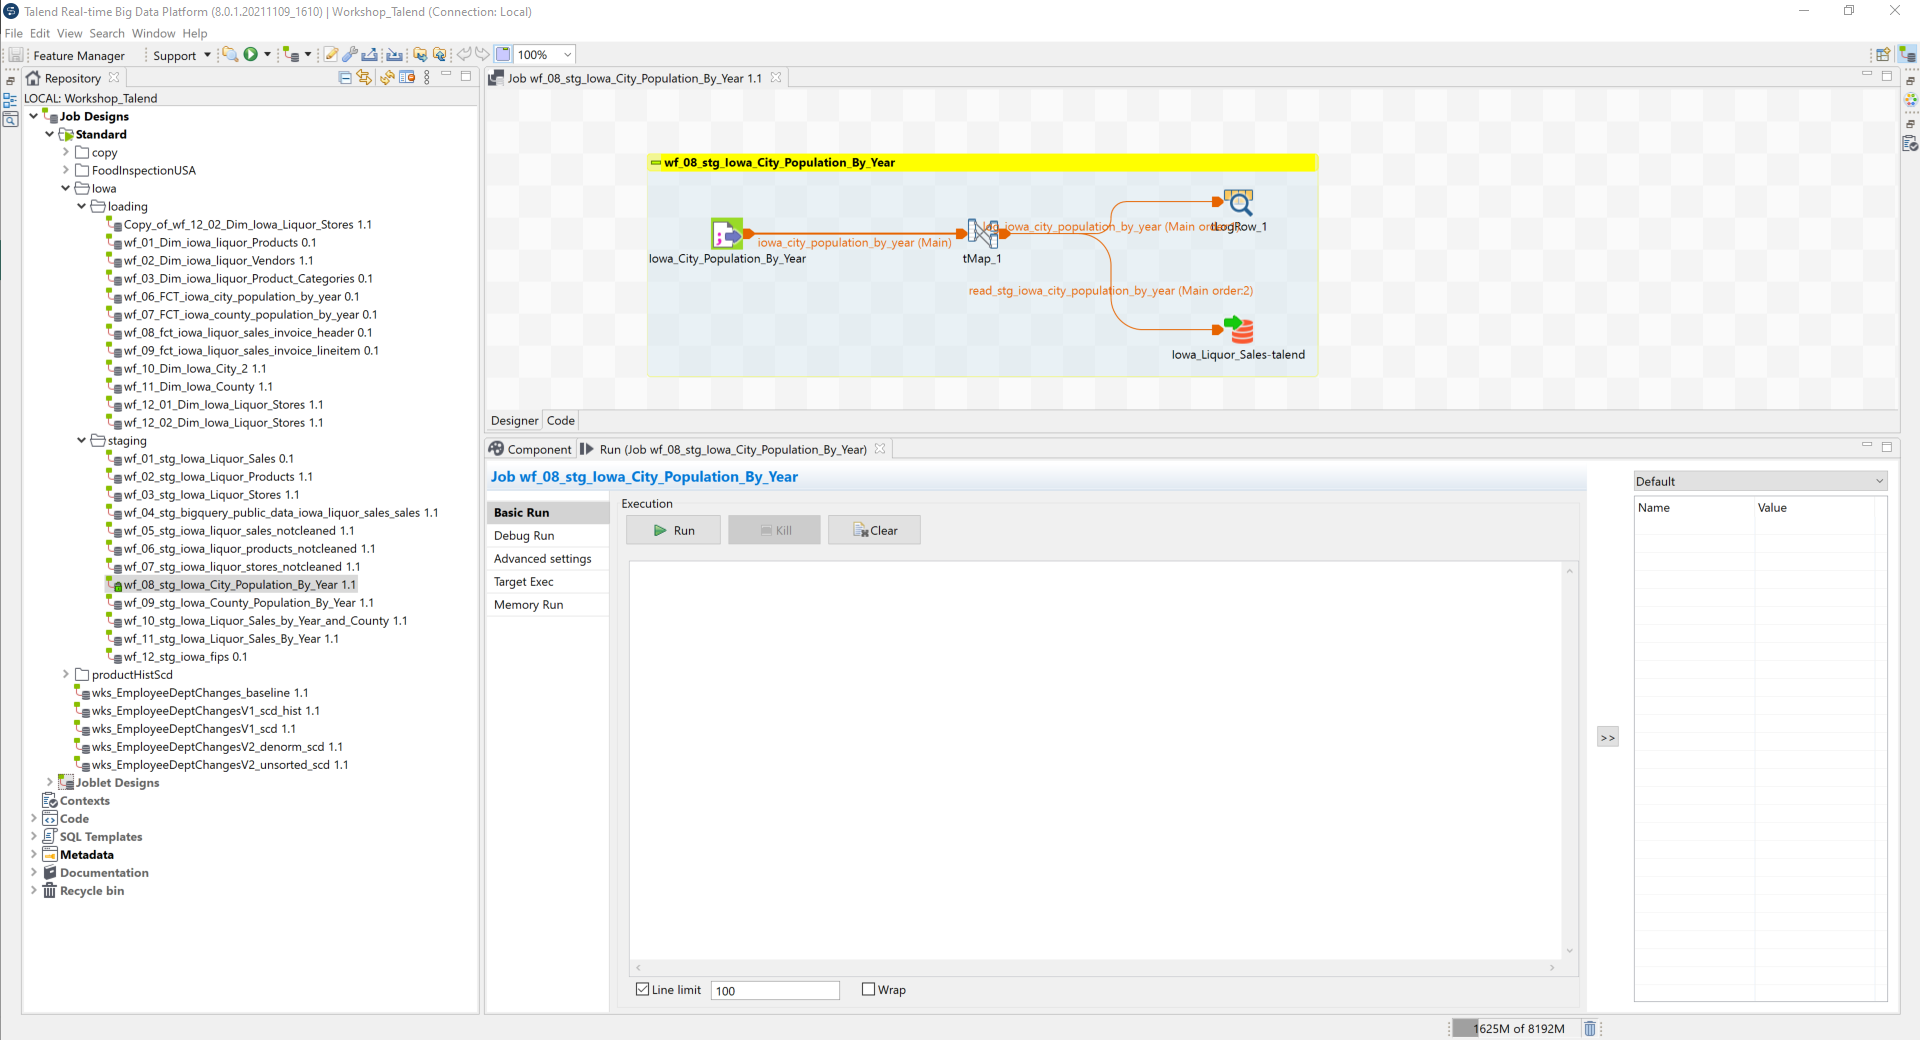 Talend Real-time Big Data Platform (8.0.1.20211109_1610) | Workshop_Talend (Connection: Local)
File Edit View Search Window Help
Feature Manager Support 100%
Repository
LOCAL: Workshop_Talend
Job Designs
Standard
copy
FoodInspectionUSA
Iowa
loading
Copy_of_wf_12_02_Dim_Iowa_Liquor_Stores 1.1
wf_01_Dim_iowa_liquor_Products 0.1
wf_02_Dim_iowa_liquor_Vendors 1.1
wf_03_Dim_iowa_liquor_Product_Categories 0.1
wf_06_FCT_iowa_city_population_by_year 0.1
wf_07_FCT_iowa_county_population_by_year 0.1
wf_08_fct_iowa_liquor_sales_invoice_header 0.1
wf_09_fct_iowa_liquor_sales_invoice_lineitem 0.1
wf_10_Dim_Iowa_City_2 1.1
wf_11_Dim_Iowa_County 1.1
wf_12_01_Dim_Iowa_Liquor_Stores 1.1
wf_12_02_Dim_Iowa_Liquor_Stores 1.1
staging
wf_01_stg_Iowa_Liquor_Sales 0.1
wf_02_stg_Iowa_Liquor_Products 1.1
wf_03_stg_Iowa_Liquor_Stores 1.1
wf_04_stg_bigquery_public_data_iowa_liquor_sales_sales 1.1
wf_05_stg_iowa_liquor_sales_notcleaned 1.1
wf_06_stg_iowa_liquor_products_notcleaned 1.1
wf_07_stg_iowa_liquor_stores_notcleaned 1.1
wf_08_stg_Iowa_City_Population_By_Year 1.1
wf_09_stg_Iowa_County_Population_By_Year 1.1
wf_10_stg_Iowa_Liquor_Sales_by_Year_and_County 1.1
wf_11_stg_Iowa_Liquor_Sales_By_Year 1.1
wf_12_stg_iowa_fips 0.1
productHistScd
wks_EmployeeDeptChanges_baseline 1.1
wks_EmployeeDeptChangesV1_scd_hist 1.1
wks_EmployeeDeptChangesV1_scd 1.1
wks_EmployeeDeptChangesV2_denorm_scd 1.1
wks_EmployeeDeptChangesV2_unsorted_scd 1.1
Joblet Designs
Contexts
Code
SQL Templates
Metadata
Documentation
Recycle bin
Job wf_08_stg_Iowa_City_Population_By_Year 1.1
wf_08_stg_Iowa_City_Population_By_Year
iowa_city_population_by_year (Main)
Iowa_City_Population_By_Year
tMap_1
iowa_city_population_by_year (Main
tLogRow_1
read_stg_iowa_city_population_by_year (Main order:2)
Iowa_Liquor_Sales-talend
Designer Code
Component Run (Job wf_08_stg_Iowa_City_Population_By_Year)
Job wf_08_stg_Iowa_City_Population_By_Year
Basic Run
Debug Run
Advanced settings
Target Exec
Memory Run
Execution
Run Kill Clear
Line limit 100 Wrap
>>
Default
Name Value
1625M of 8192M